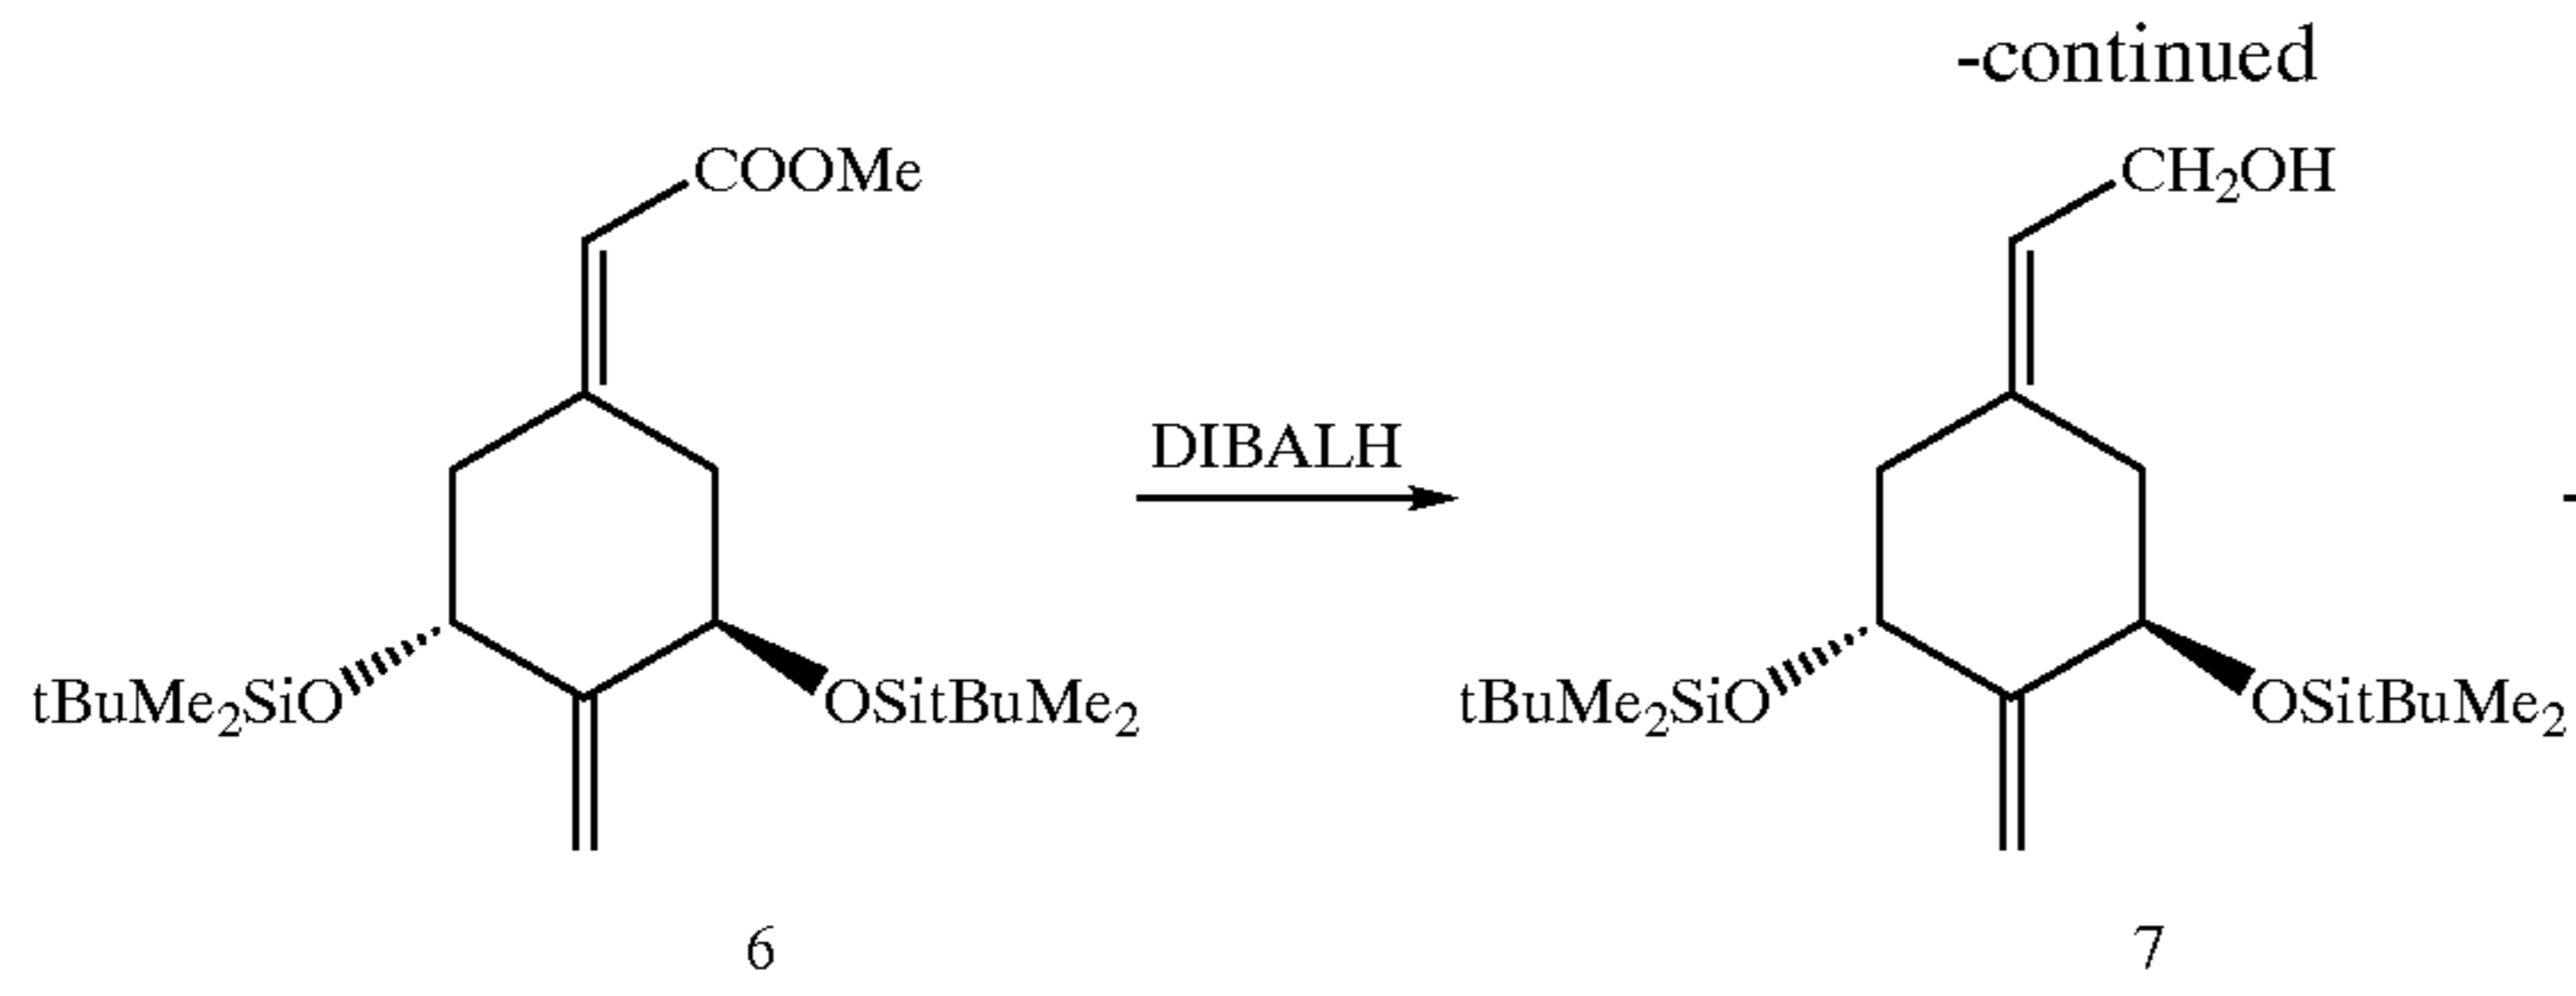 -continued
COOMe
CH₂OH
DIBALH
tBuMe₂SiO
OSitBuMe₂
tBuMe₂SiO
OSitBuMe₂
6
7